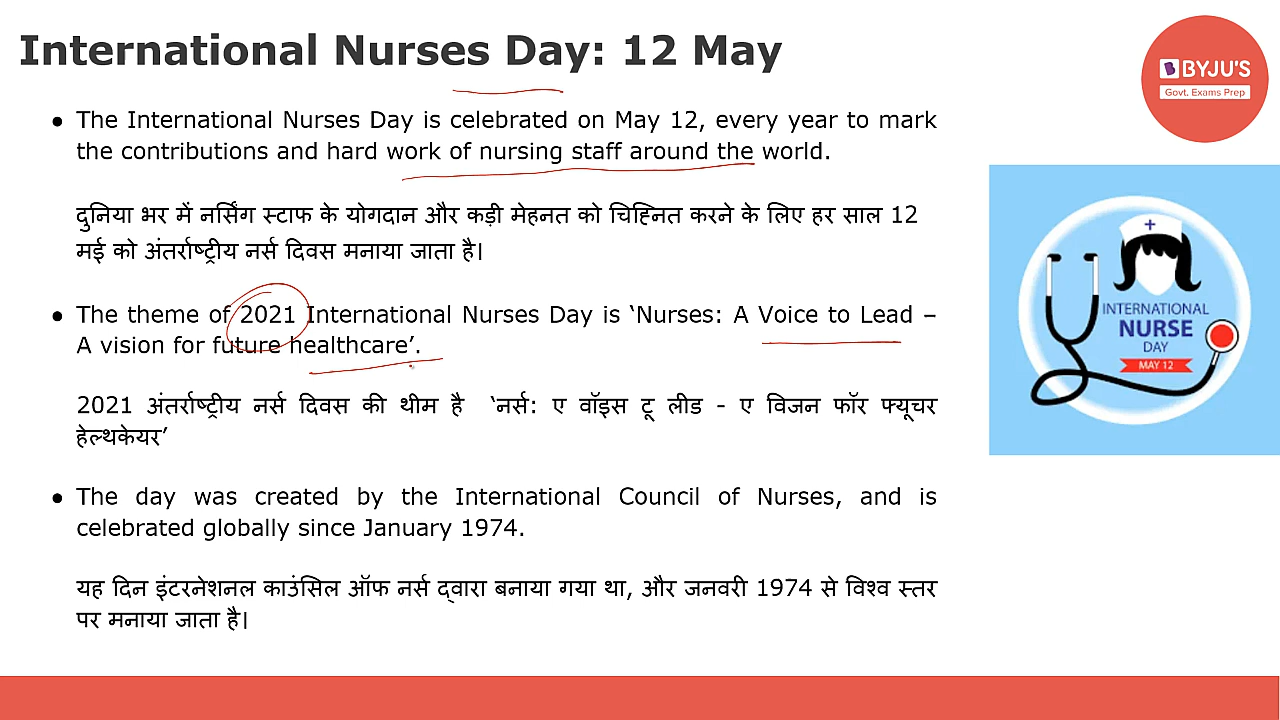 International Nurses Day: 12 May
BYJU'S
Govt. Exams Prep
● The International Nurses Day is celebrated on May 12, every year to mark
the contributions and hard work of nursing staff around the world.
दुनिया भर में नर्सिंग स्टाफ के योगदान और कड़ी मेहनत को चिह्नित करने के लिए हर साल 12
मई को अंतर्राष्ट्रीय नर्स दिवस मनाया जाता है।
● The theme of 2021 International Nurses Day is ‘Nurses: A Voice to Lead –
A vision for future healthcare’.
2021 अंतर्राष्ट्रीय नर्स दिवस की थीम है ‘नर्स: ए वॉइस टू लीड - ए विजन फॉर फ्यूचर
हेल्थकेयर’
● The day was created by the International Council of Nurses, and is
celebrated globally since January 1974.
यह दिन इंटरनेशनल काउंसिल ऑफ नर्स द्वारा बनाया गया था, और जनवरी 1974 से विश्व स्तर
पर मनाया जाता है।
INTERNATIONAL
NURSE
DAY
MAY 12